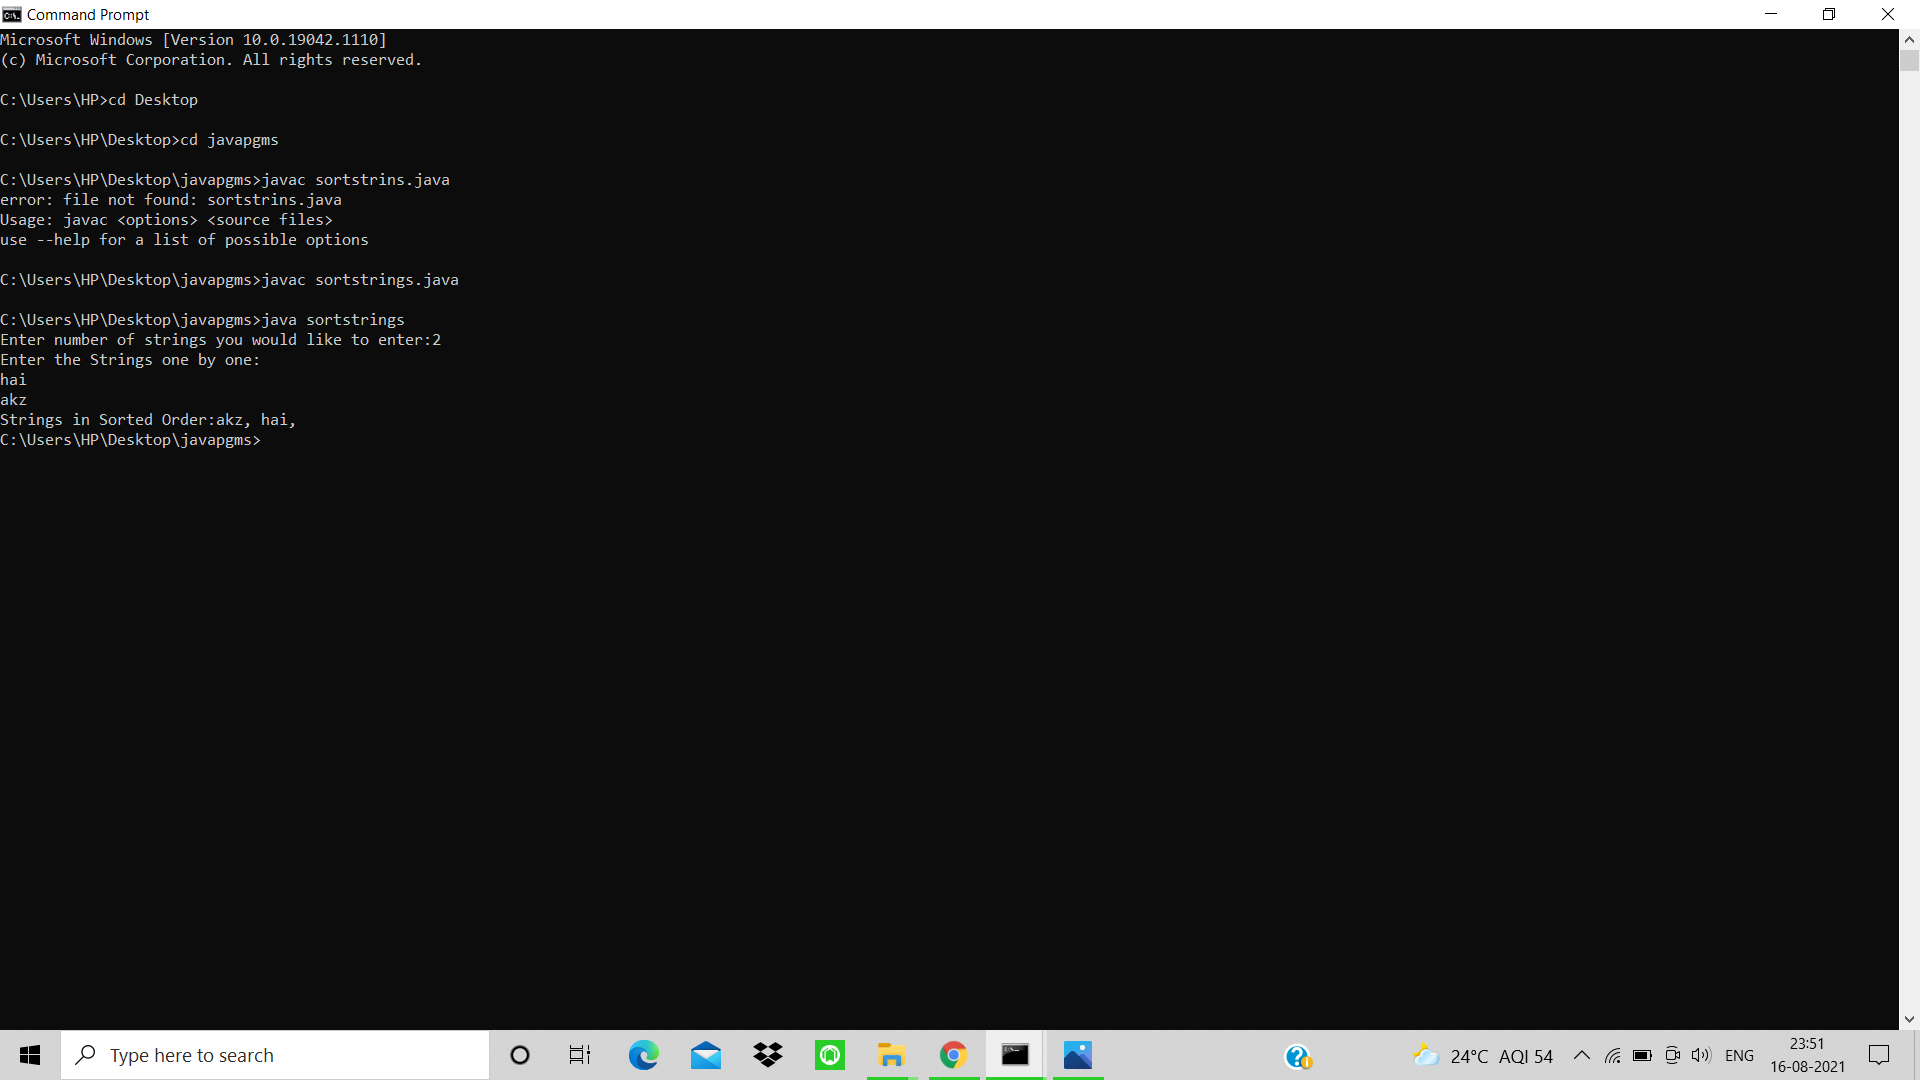 Command Prompt
Microsoft Windows [Version 10.0.19042.1110]
(c) Microsoft Corporation. All rights reserved.
C:\Users\HP>cd Desktop
C:\Users\HP\Desktop>cd javapgms
C:\Users\HP\Desktop\javapgms>javac sortstrins.java
error: file not found: sortstrins.java
Usage: javac <options> <source files>
use --help for a list of possible options
C:\Users\HP\Desktop\javapgms>javac sortstrings.java
C:\Users\HP\Desktop\javapgms>java sortstrings
Enter number of strings you would like to enter:2
Enter the Strings one by one:
hai
akz
Strings in Sorted Order:akz, hai,
C:\Users\HP\Desktop\javapgms>
Type here to search
24°C AQI 54
ENG
23:51
16-08-2021